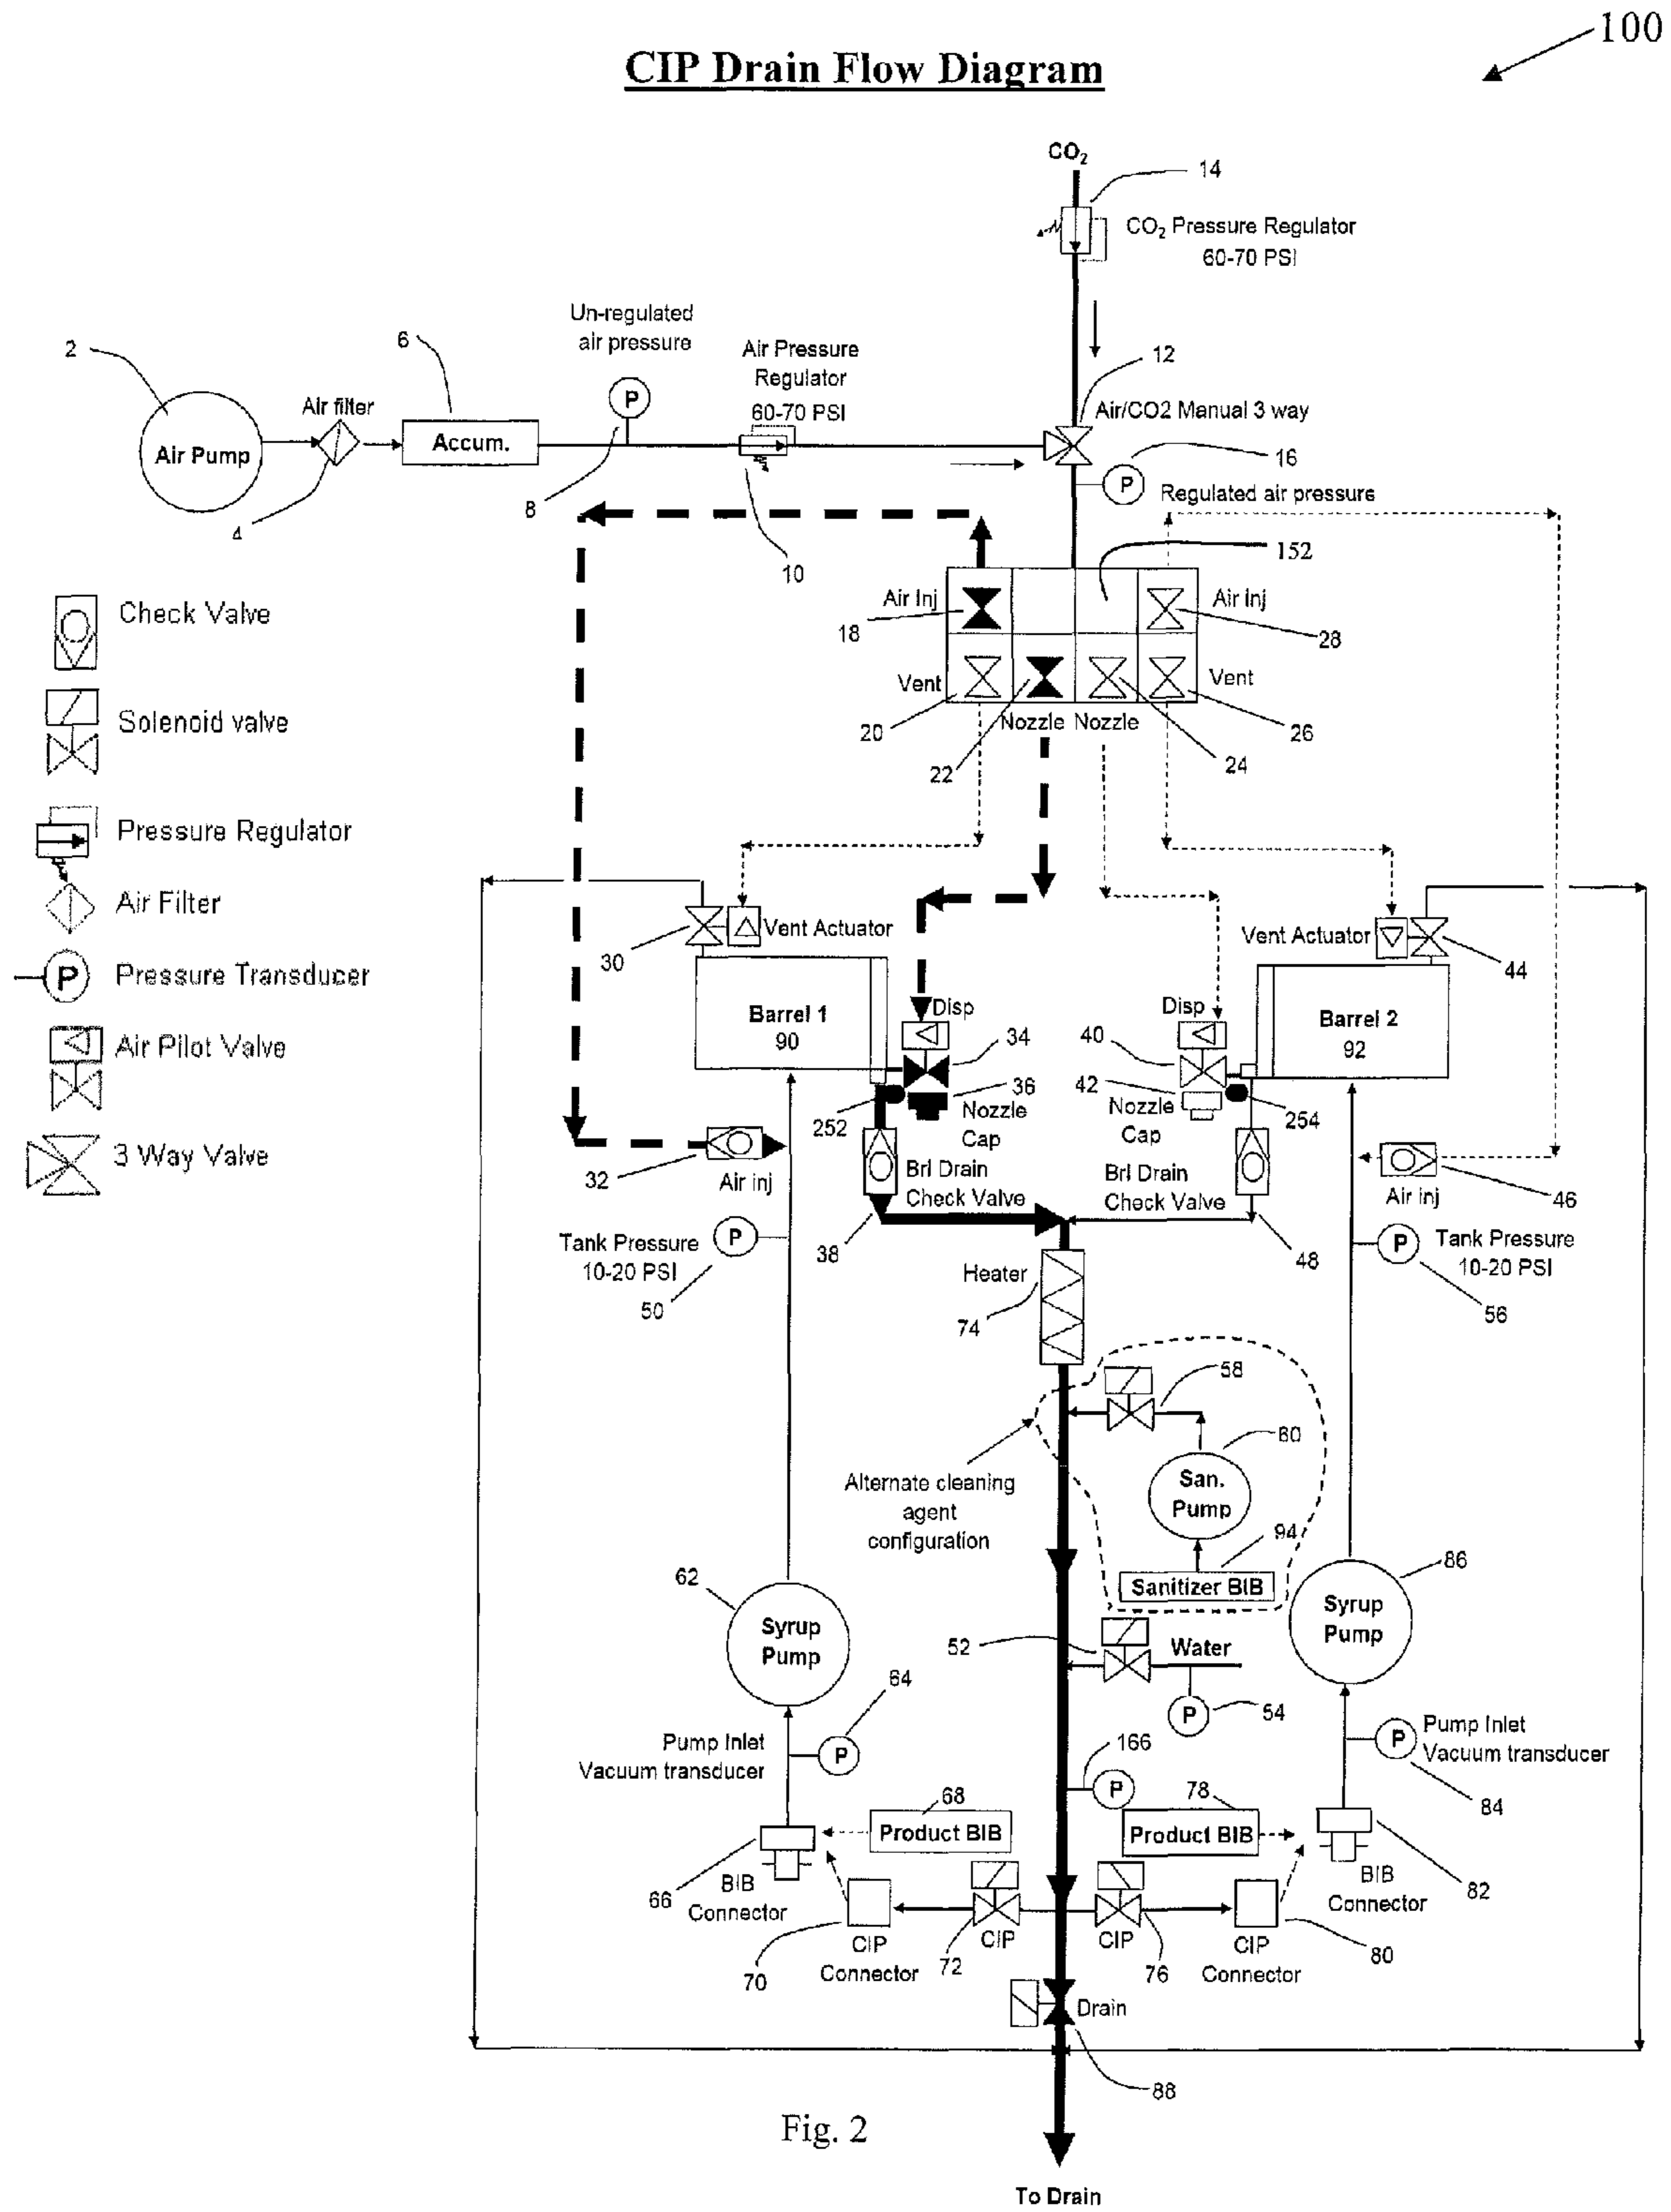 100
CIP Drain Flow Diagram
CO2
14
CO2 Pressure Regulator
60-70 PSI
Un-regulated
air pressure
2
6
Air Pressure
Regulator
60-70 PSI
12
Air filter
Air/CO2 Manual 3 way
Air Pump
Accum.
P
16
P
8
4
10
Regulated air pressure
152
Check Valve
Air Inj
18
Air Inj
28
Solenoid valve
Vent
Vent
20
Nozzle
Nozzle
26
22
24
Pressure Regulator
Air Filter
Vent Actuator
30
Vent Actuator
44
P
Pressure Transducer
Barrel 1
90
Disp
34
Disp
40
Barrel 2
92
Air Pilot Valve
36
42
252
Nozzle
Cap
Nozzle
Cap
254
3 Way Valve
32
Air inj
Brl Drain
Check Valve
Brl Drain
Check Valve
Air inj
46
Tank Pressure
10-20 PSI
P
50
38
48
P
Tank Pressure
10-20 PSI
56
Heater
74
58
60
Alternate cleaning
agent
configuration
San.
Pump
94
Sanitizer BIB
62
86
Syrup
Pump
Syrup
Pump
52
Water
64
P
54
Pump Inlet
Vacuum transducer
P
166
P
P
Pump Inlet
Vacuum transducer
84
68
Product BIB
78
Product BIB
66
BIB
Connector
BIB
Connector
82
70
CIP
Connector
72
CIP
CIP
76
CIP
Connector
80
Drain
88
Fig. 2
To Drain